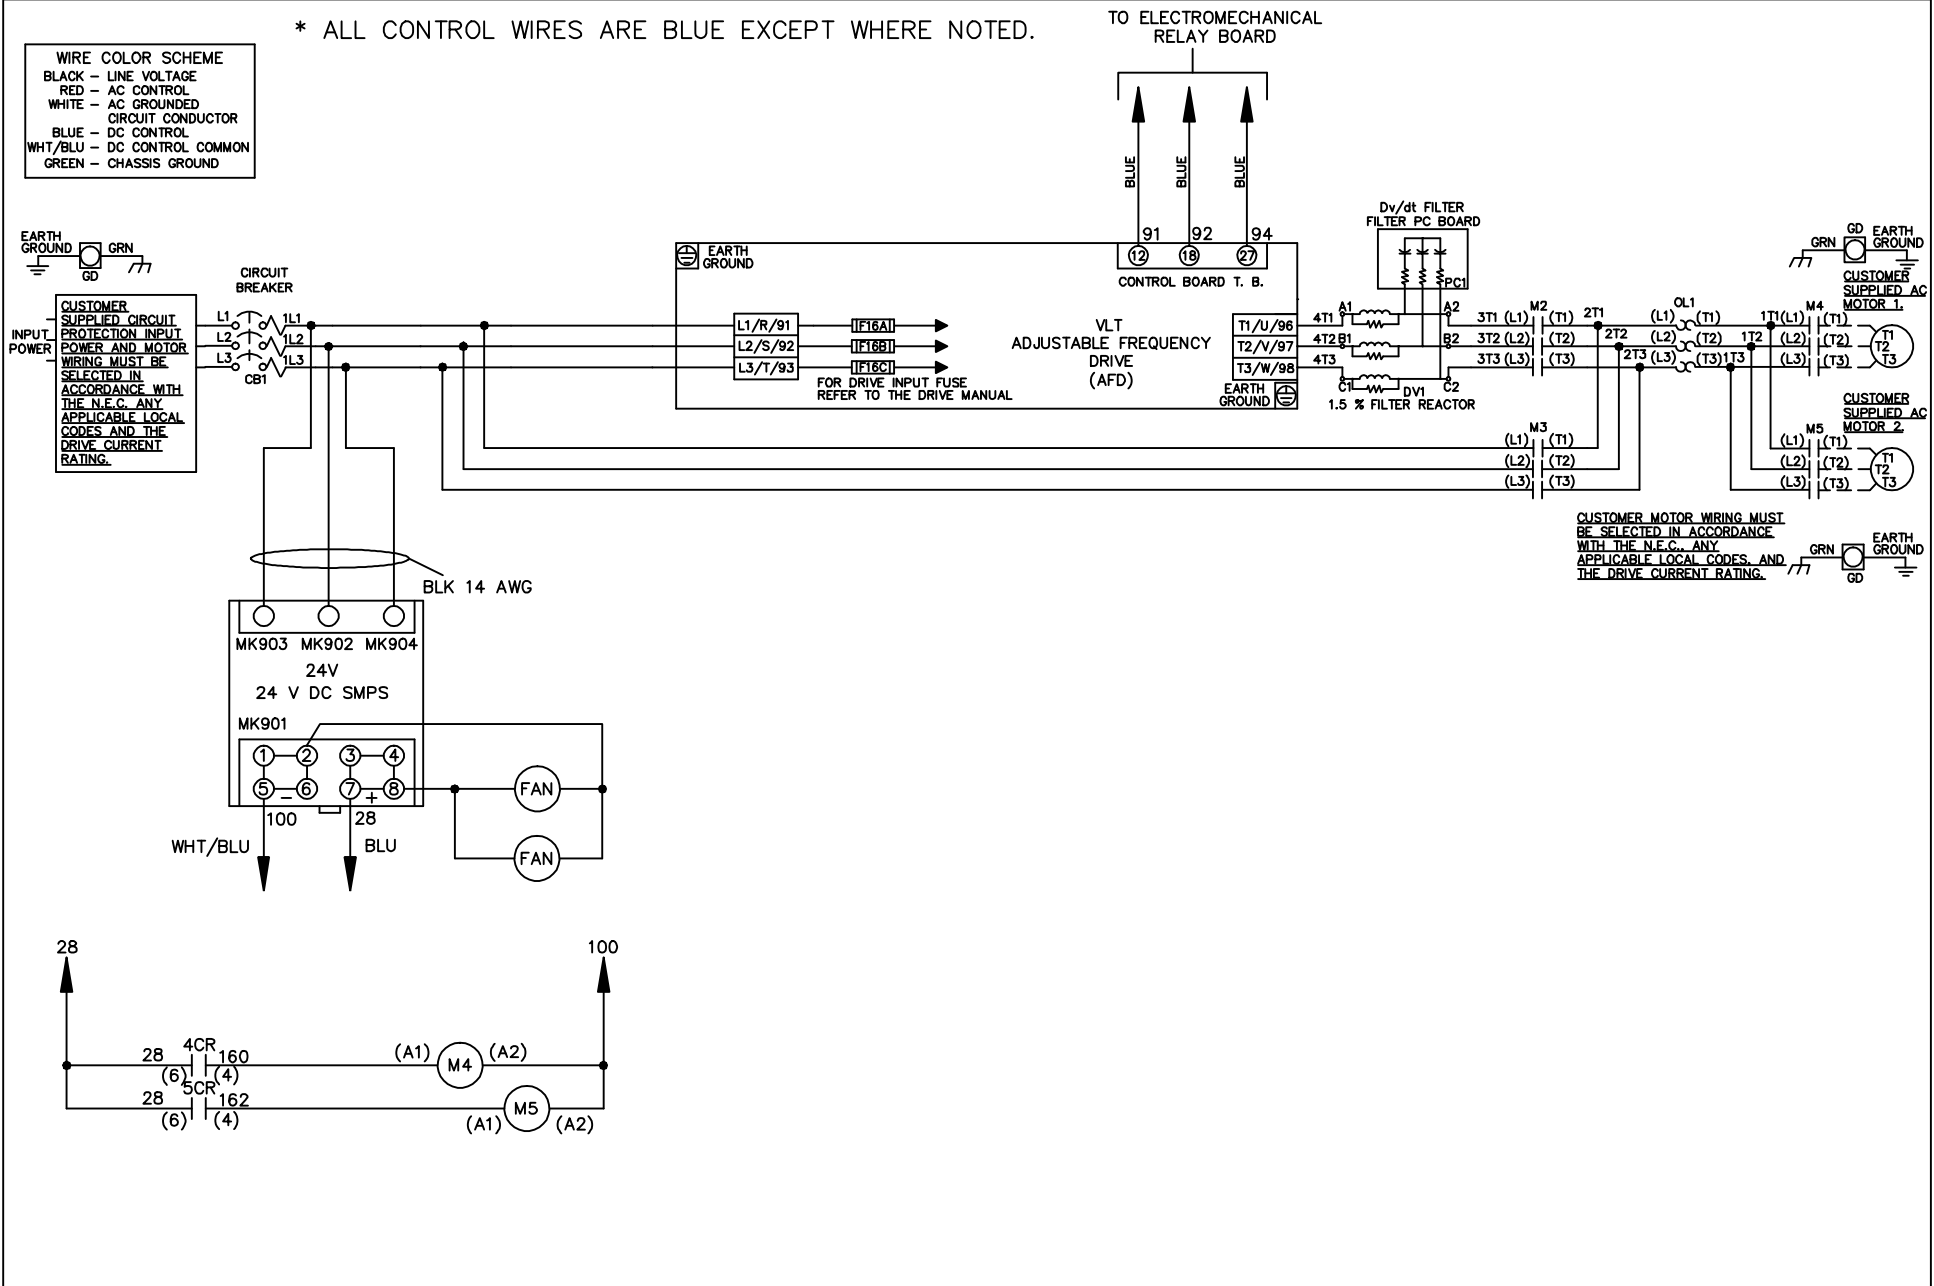 * ALL CONTROL WIRES ARE BLUE EXCEPT WHERE NOTED.
TO ELECTROMECHANICAL
RELAY BOARD
WIRE COLOR SCHEME
BLACK – LINE VOLTAGE
RED – AC CONTROL
WHITE – AC GROUNDED
CIRCUIT CONDUCTOR
BLUE – DC CONTROL
WHT/BLU – DC CONTROL COMMON
GREEN – CHASSIS GROUND
BLUE
BLUE
BLUE
91
92
94
12
18
27
CONTROL BOARD T. B.
EARTH
GROUND
GRN
GD
CIRCUIT
BREAKER
INPUT
POWER
CUSTOMER
SUPPLIED CIRCUIT
PROTECTION INPUT
POWER AND MOTOR
WIRING MUST BE
SELECTED IN
ACCORDANCE WITH
THE N.E.C. ANY
APPLICABLE LOCAL
CODES AND THE
DRIVE CURRENT
RATING.
L1
L2
L3
1L1
1L2
1L3
CB1
EARTH
GROUND
L1/R/91
L2/S/92
L3/T/93
F16A
F16B
F16C
FOR DRIVE INPUT FUSE
REFER TO THE DRIVE MANUAL
VLT
ADJUSTABLE FREQUENCY
DRIVE
(AFD)
T1/U/96
T2/V/97
T3/W/98
EARTH
GROUND
4T1
4T2
4T3
A1
B1
C1
Dv/dt FILTER
FILTER PC BOARD
PC1
A2
B2
C2
DV1
1.5 % FILTER REACTOR
M2
3T1 (L1) (T1) 2T1
3T2 (L2) (T2) 2T2
3T3 (L3) (T3) 2T3
OL1
(L1) (T1) 1T1
(L2) (T2) 1T2
(L3) (T3) 1T3
M4
(L1) (T1)
(L2) (T2)
(L3) (T3)
T1
T2
T3
GRN
GD
EARTH
GROUND
CUSTOMER
SUPPLIED AC
MOTOR 1.
M3
(L1) (T1)
(L2) (T2)
(L3) (T3)
CUSTOMER
SUPPLIED AC
MOTOR 2.
M5
(L1) (T1)
(L2) (T2)
(L3) (T3)
T1
T2
T3
CUSTOMER MOTOR WIRING MUST
BE SELECTED IN ACCORDANCE
WITH THE N.E.C., ANY
APPLICABLE LOCAL CODES, AND
THE DRIVE CURRENT RATING.
GRN
GD
EARTH
GROUND
BLK 14 AWG
MK903 MK902 MK904
24V
24 V DC SMPS
MK901
1 2 3 4
5 – 6 7 + 8
100
28
WHT/BLU
BLU
FAN
FAN
28
100
28 4CR 160
(6) (4)
(A1) M4 (A2)
28 5CR 162
(6) (4)
(A1) M5 (A2)